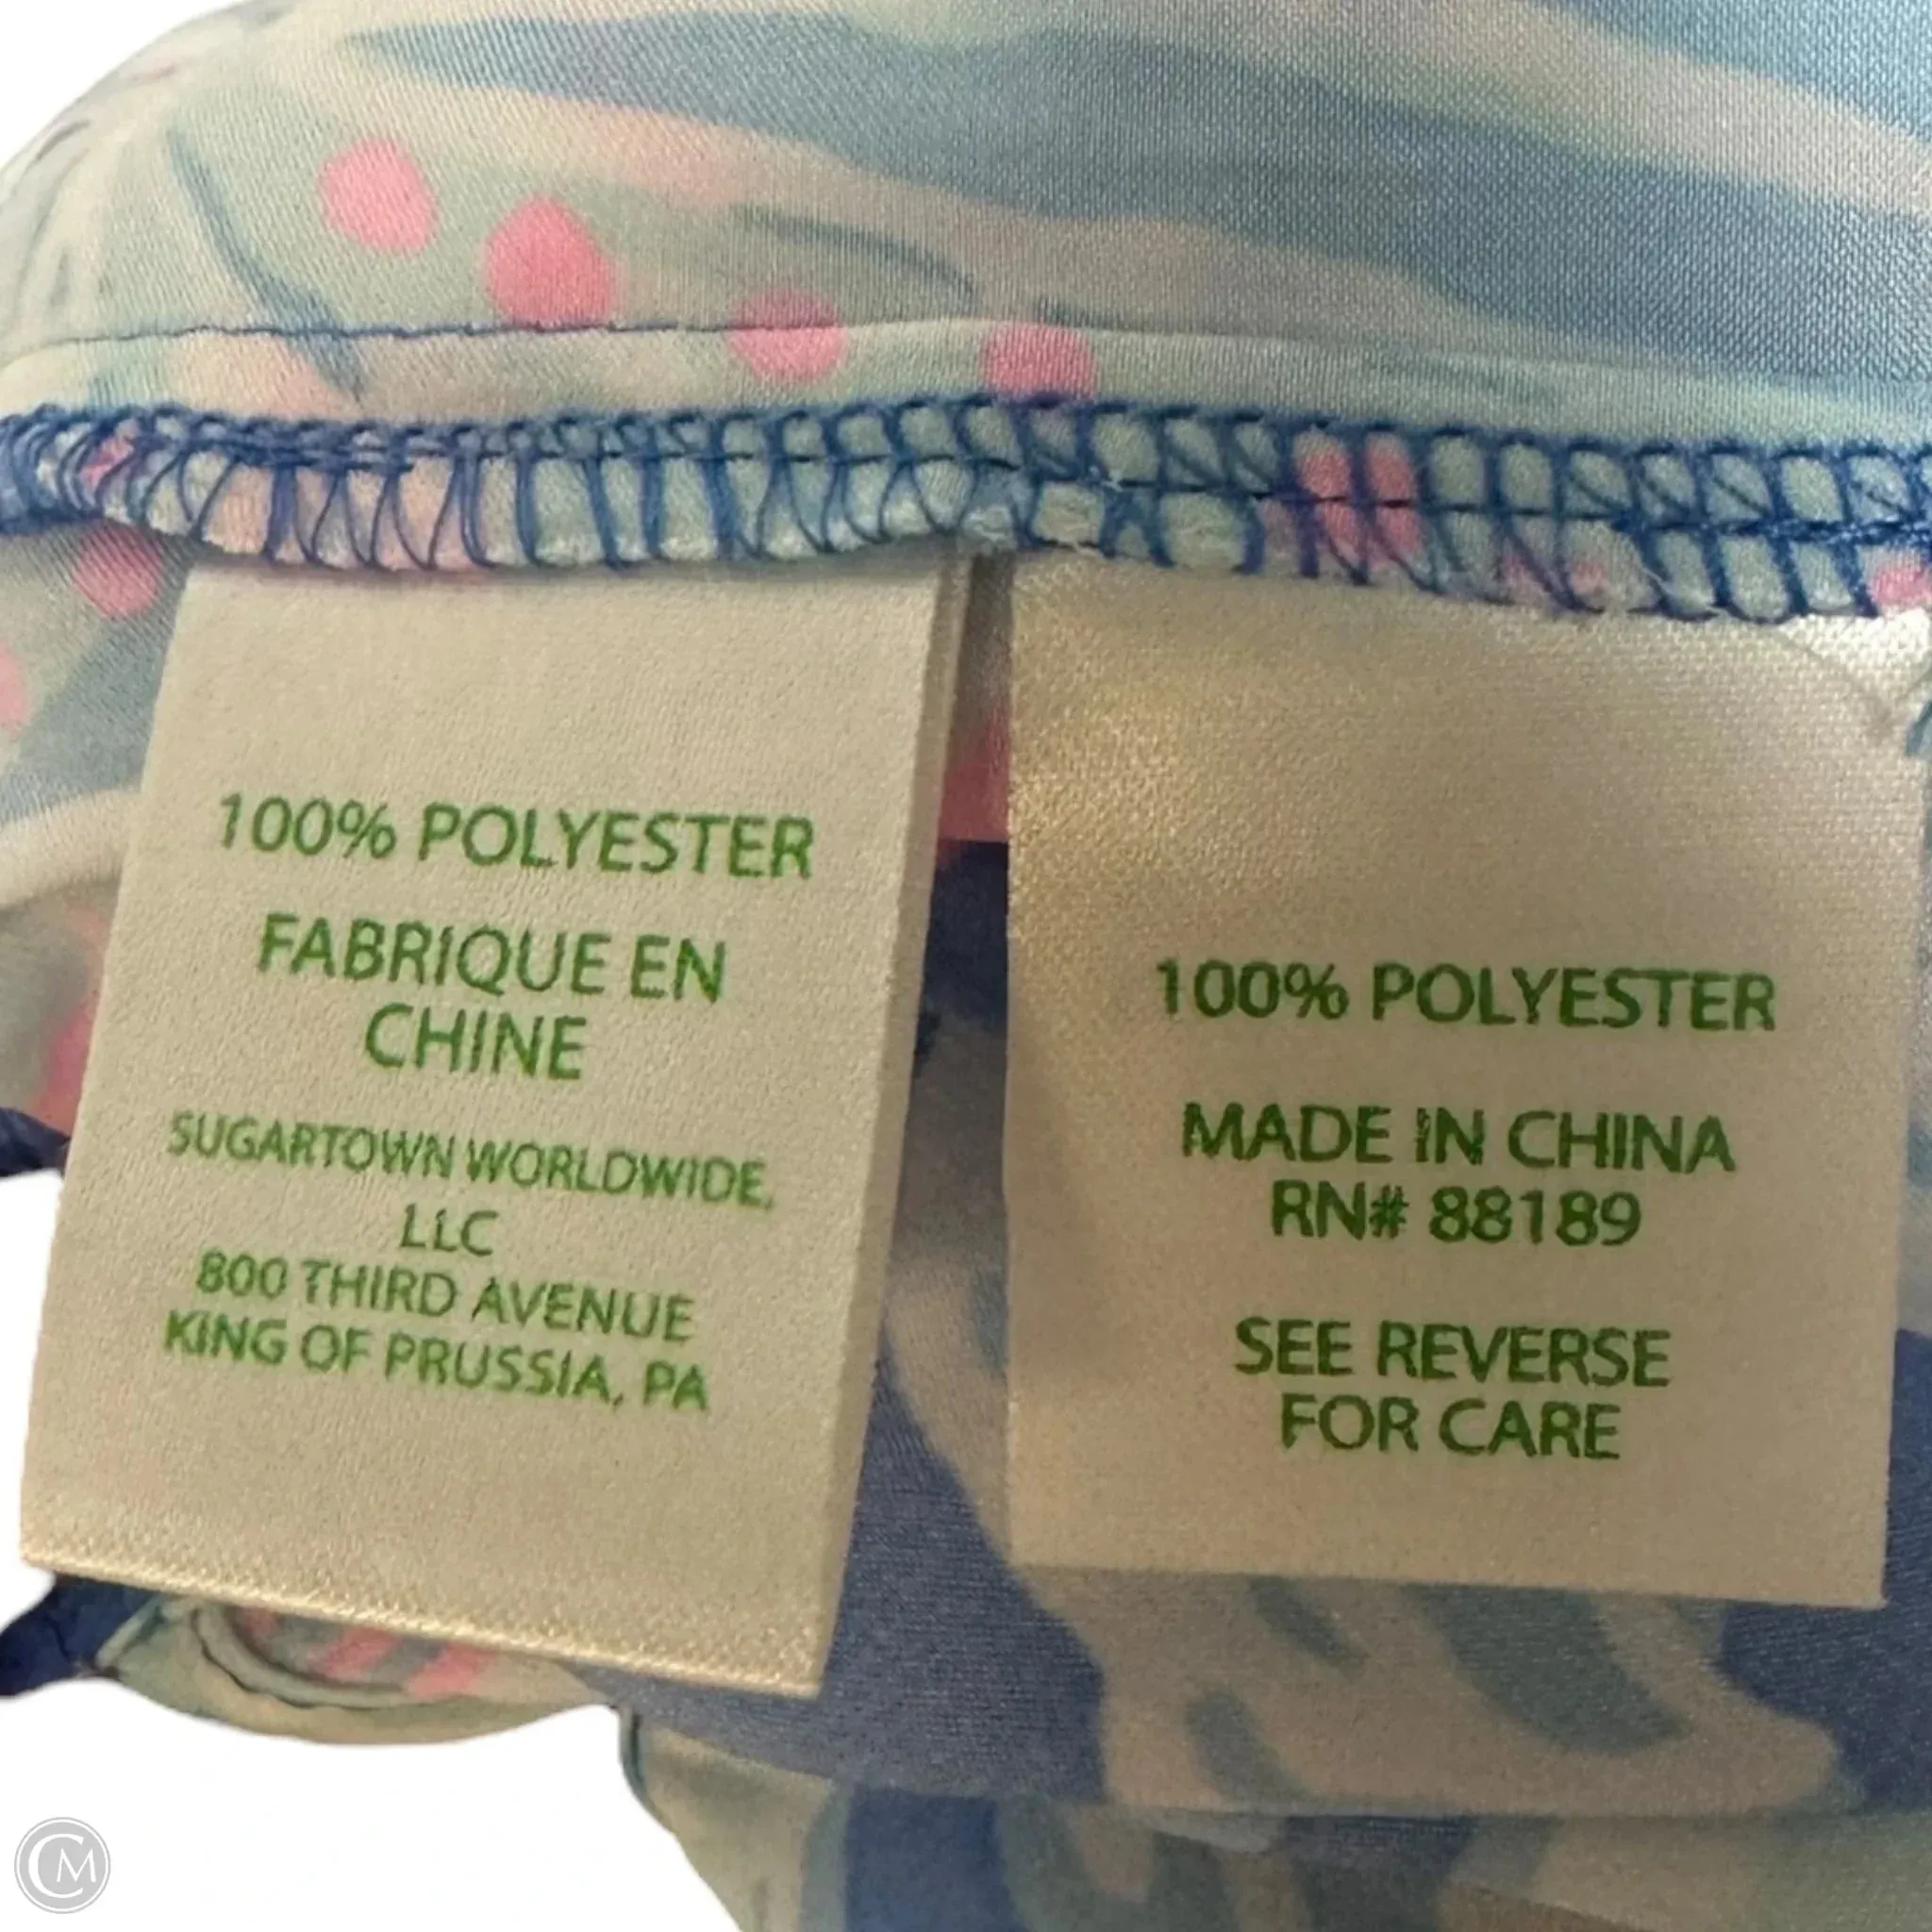 100% POLYESTER
FABRIQUE EN
CHINE
SUGARTOWN WORLDWIDE,
LLC
800 THIRD AVENUE
KING OF PRUSSIA, PA
100% POLYESTER
MADE IN CHINA
RN# 88189
SEE REVERSE
FOR CARE
CM